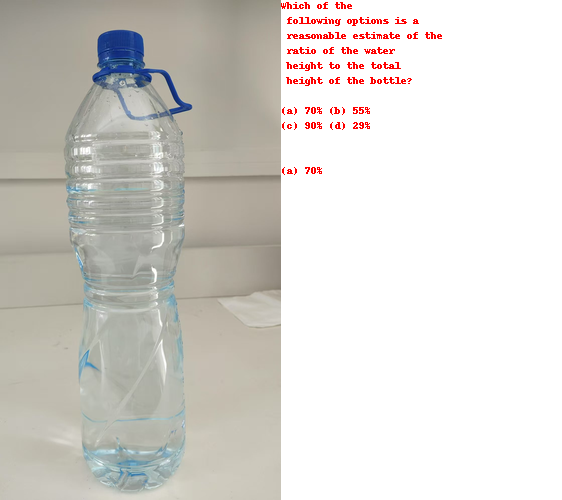 Which of the
following options is a
reasonable estimate of the
ratio of the water
height to the total
height of the bottle?
(a) 70% (b) 55%
(c) 90% (d) 29%
(a) 70%